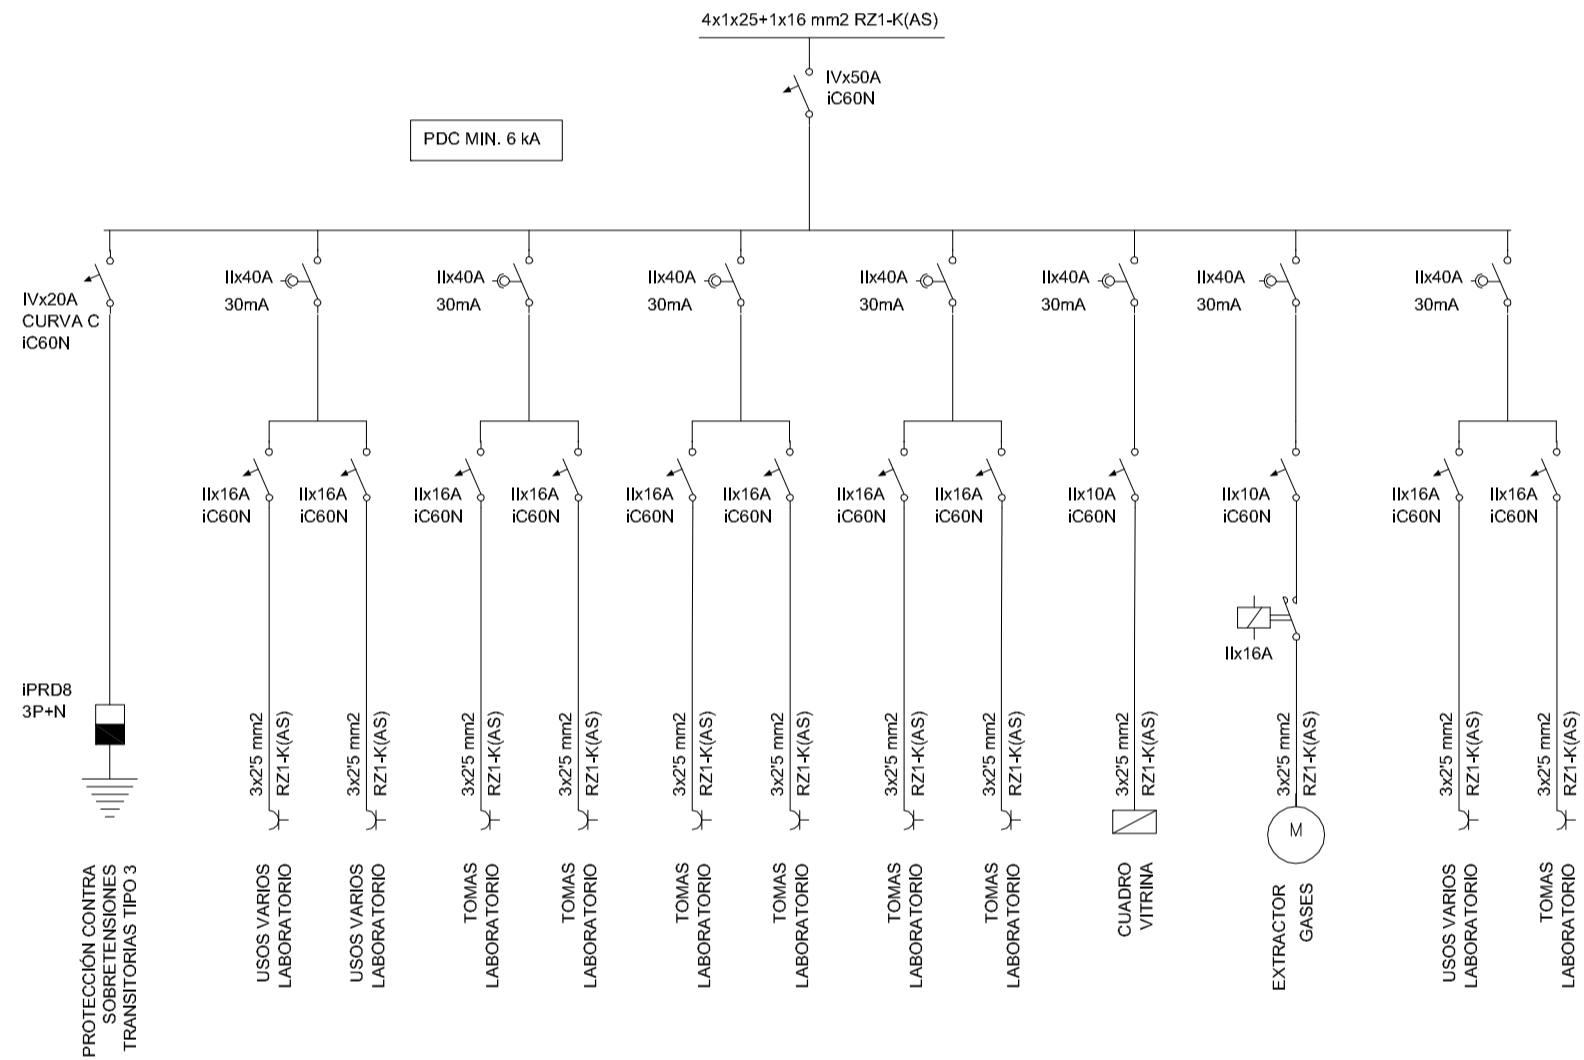 4x1x25+1x16 mm2 RZ1-K(AS)
IVx50A
iC60N
PDC MIN. 6 kA
IVx20A
CURVA C
iC60N
IIx40A
30mA
IIx40A
30mA
IIx40A
30mA
IIx40A
30mA
IIx40A
30mA
IIx40A
30mA
IIx40A
30mA
IIx16A
iC60N
IIx16A
iC60N
IIx16A
iC60N
IIx16A
iC60N
IIx16A
iC60N
IIx16A
iC60N
IIx16A
iC60N
IIx16A
iC60N
IIx10A
iC60N
IIx10A
iC60N
IIx16A
iC60N
IIx16A
iC60N
IIx16A
iPRD8
3P+N
3x2'5 mm2
RZ1-K(AS)
3x2'5 mm2
RZ1-K(AS)
3x2'5 mm2
RZ1-K(AS)
3x2'5 mm2
RZ1-K(AS)
3x2'5 mm2
RZ1-K(AS)
3x2'5 mm2
RZ1-K(AS)
3x2'5 mm2
RZ1-K(AS)
3x2'5 mm2
RZ1-K(AS)
3x2'5 mm2
RZ1-K(AS)
3x2'5 mm2
RZ1-K(AS)
3x2'5 mm2
RZ1-K(AS)
3x2'5 mm2
RZ1-K(AS)
M
PROTECCIÓN CONTRA
SOBRETENSIONES
TRANSITORIAS TIPO 3
USOS VARIOS
LABORATORIO
USOS VARIOS
LABORATORIO
TOMAS
LABORATORIO
TOMAS
LABORATORIO
TOMAS
LABORATORIO
TOMAS
LABORATORIO
TOMAS
LABORATORIO
TOMAS
LABORATORIO
CUADRO
VITRINA
EXTRACTOR
GASES
USOS VARIOS
LABORATORIO
TOMAS
LABORATORIO